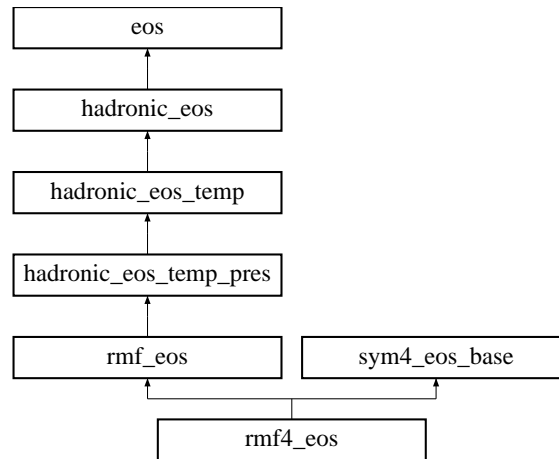 eos
hadronic_eos
hadronic_eos_temp
hadronic_eos_temp_pres
rmf_eos
sym4_eos_base
rmf4_eos